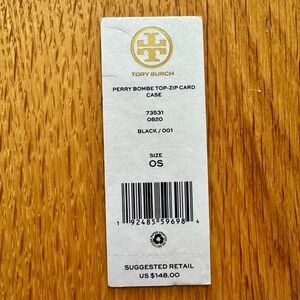 TORY BURCH
PERRY BOMBE TOP-ZIP CARD
CASE
73531
0820
BLACK / 001
SIZE
OS
1 92485 59698 4
SUGGESTED RETAIL
US $148.00